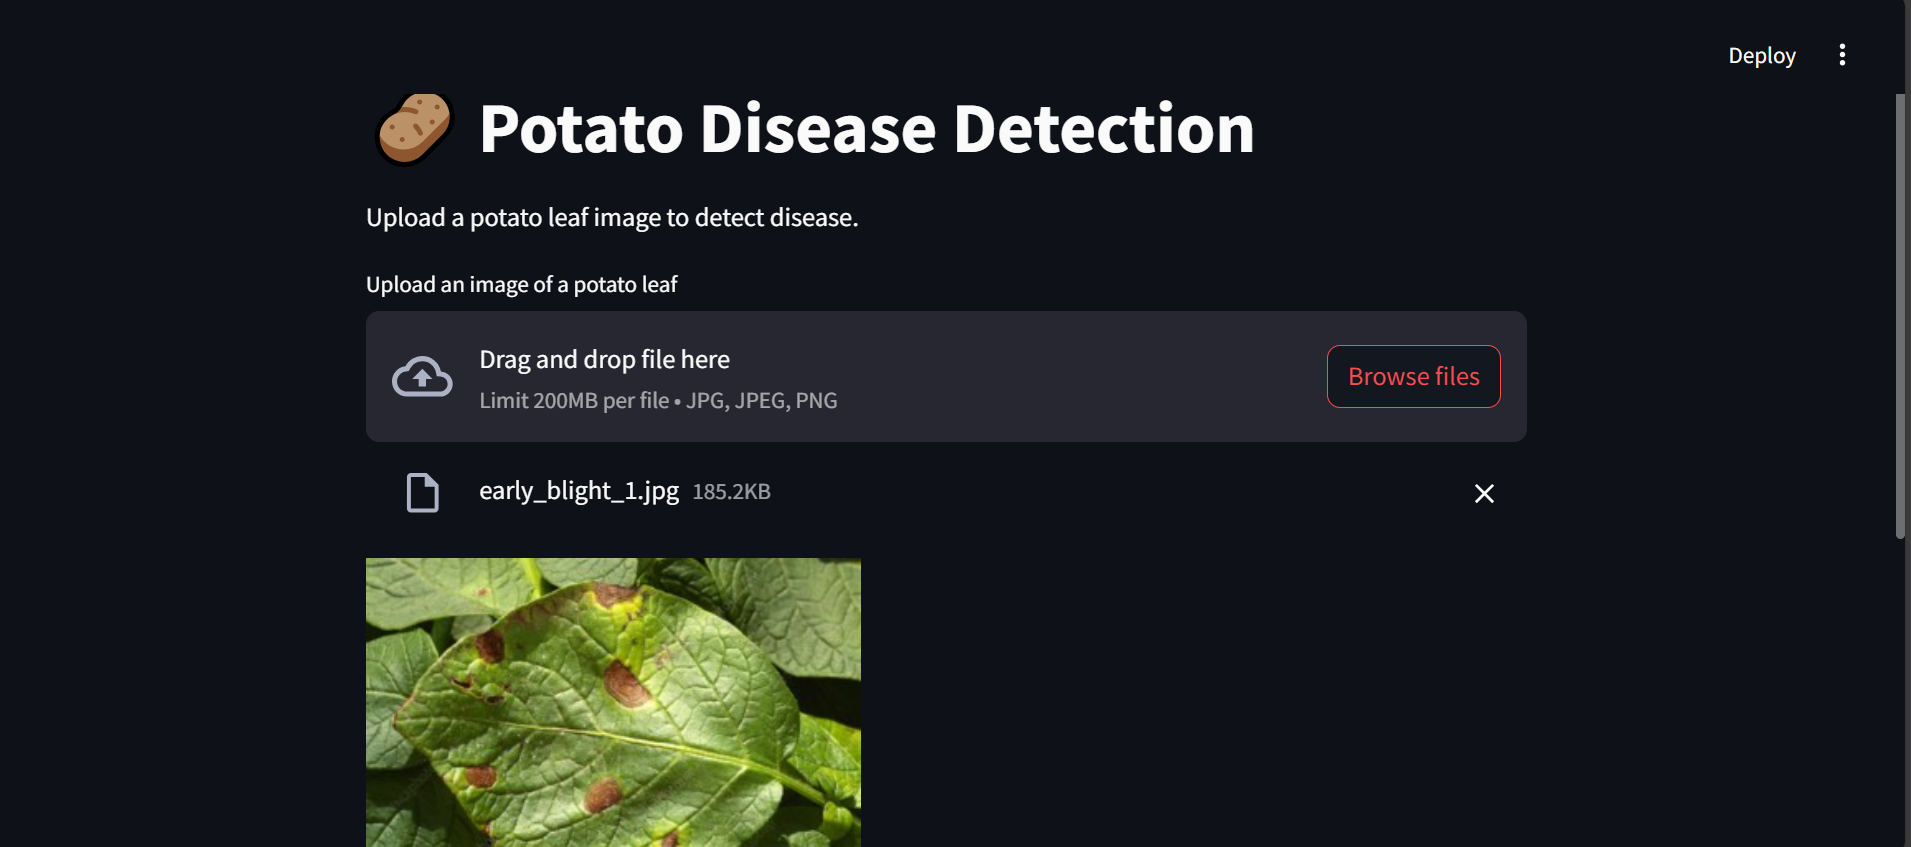 Deploy
Potato Disease Detection
Upload a potato leaf image to detect disease.
Upload an image of a potato leaf
Drag and drop file here
Limit 200MB per file • JPG, JPEG, PNG
Browse files
early_blight_1.jpg 185.2KB